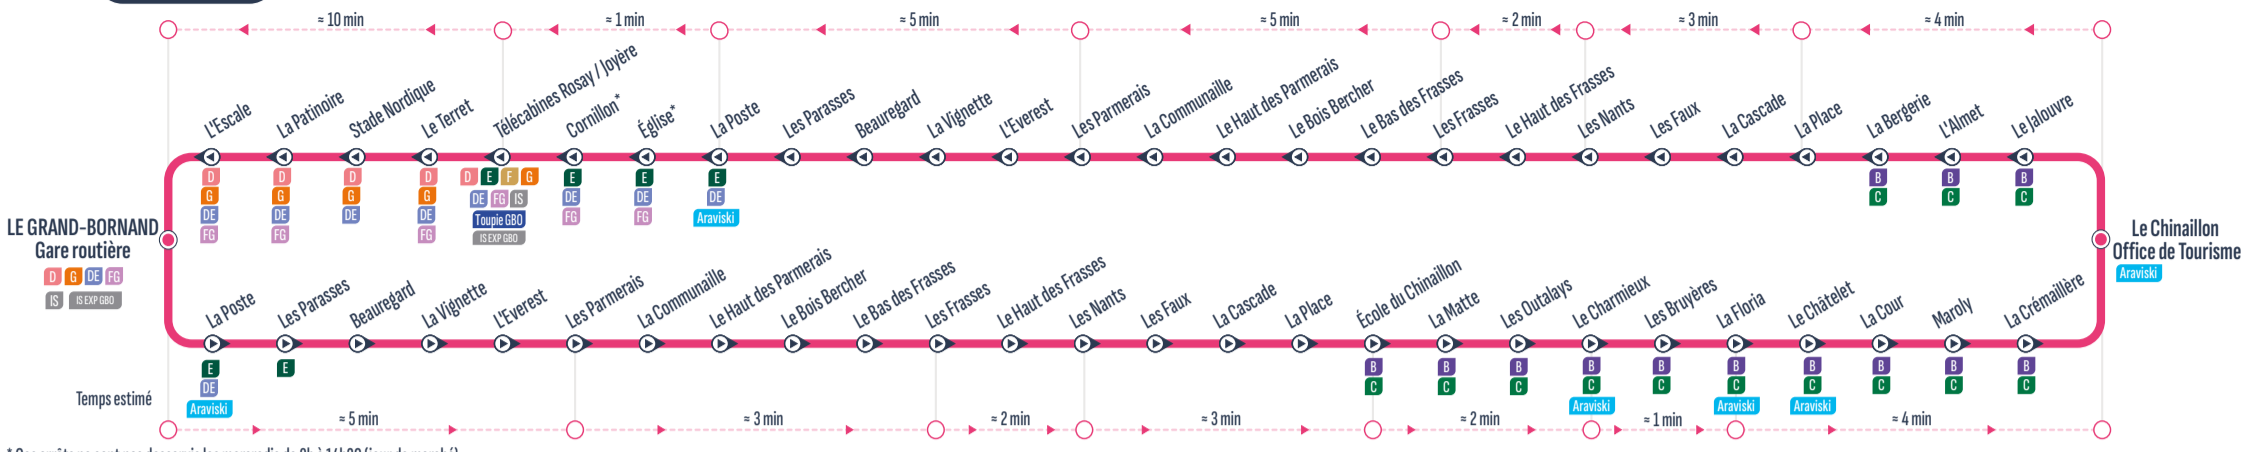 ≈ 10 min
≈ 1 min
≈ 5 min
≈ 5 min
≈ 2 min
≈ 3 min
≈ 4 min
L'Escale
La Patinoire
Stade Nordique
Le Terret
Télécabines Rosay / Joyère
Cornillon*
Église*
La Poste
Les Parasses
Beauregard
La Vignette
L'Everest
Les Parmerais
La Communaille
Le Haut des Parmerais
Le Bois Bercher
Le Bas des Frasses
Les Frasses
Le Haut des Frasses
Les Nants
Les Faux
La Cascade
La Place
La Bergerie
L'Almet
Le Jalouvre
D G DE FG
D G DE FG
D G DE
D G DE FG
D E F G
DE FG IS
Toupie GBO
IS EXP GBO
E DE FG
E DE FG
E DE
Araviski
B C
B C
B C
LE GRAND-BORNAND
Gare routière
D G DE FG
IS IS EXP GBO
Le Chinaillon
Office de Tourisme
Araviski
La Poste
Les Parasses
Beauregard
La Vignette
L'Everest
Les Parmerais
La Communaille
Le Haut des Parmerais
Le Bois Bercher
Le Bas des Frasses
Les Frasses
Le Haut des Frasses
Les Nants
Les Faux
La Cascade
La Place
École du Chinaillon
La Matte
Les Outalays
Le Charmieux
Les Bruyères
La Floria
Le Châtelet
La Cour
Maroly
La Crémaillère
E DE
Araviski
E
B C
B C
B C
B C
Araviski
B C
B C
Araviski
B C
Araviski
B C
B C
B C
Temps estimé
≈ 5 min
≈ 3 min
≈ 2 min
≈ 3 min
≈ 2 min
≈ 1 min
≈ 4 min